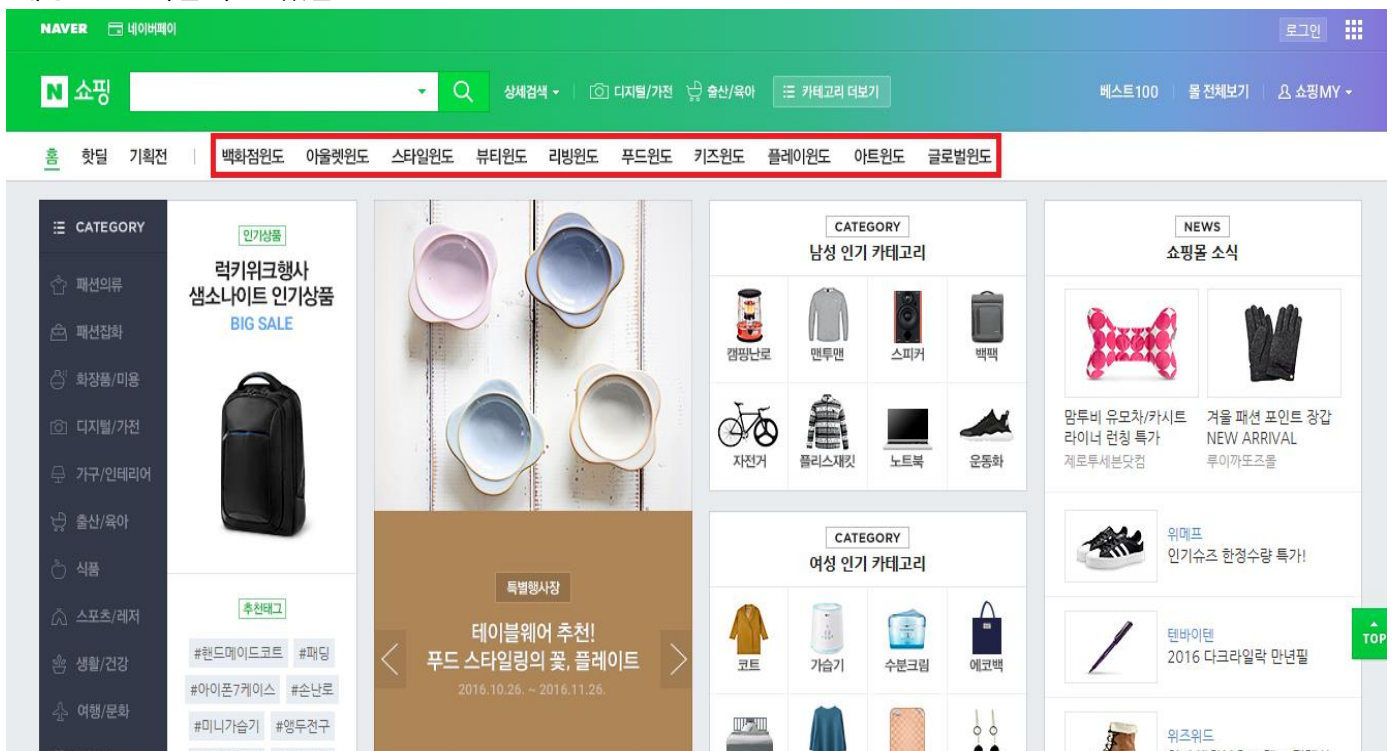 NAVER 네이버페이 로그인
N 쇼핑 상세검색 디지털/가전 출산/육아 카테고리 더보기 베스트100 몰 전체보기 쇼핑MY
홈 핫딜 기획전 백화점윈도 아울렛윈도 스타일윈도 뷰티윈도 리빙윈도 푸드윈도 키즈윈도 플레이윈도 아트윈도 글로벌윈도
CATEGORY
패션의류
패션잡화
화장품/미용
디지털/가전
가구/인테리어
출산/육아
식품
스포츠/레저
생활/건강
여행/문화
인기상품
럭키위크행사
샘소나이트 인기상품
BIG SALE
추천태그
#핸드메이드코트 #패딩
#아이폰7케이스 #손난로
#미니가습기 #앵두전구
특별행사장
테이블웨어 추천!
푸드 스타일링의 꽃, 플레이트
2016.10.26. ~ 2016.11.26.
CATEGORY
남성 인기 카테고리
캠핑난로 맨투맨 스피커 백팩
자전거 플리스재킷 노트북 운동화
CATEGORY
여성 인기 카테고리
코트 가습기 수분크림 에코백
NEWS
쇼핑몰 소식
맘투비 유모차/카시트
라이너 런칭 특가
제로투세븐닷컴
겨울 패션 포인트 장갑
NEW ARRIVAL
루이까또즈몰
위메프
인기슈즈 한정수량 특가!
텐바이텐
2016 다크라일락 만년필
위즈위드
TOP